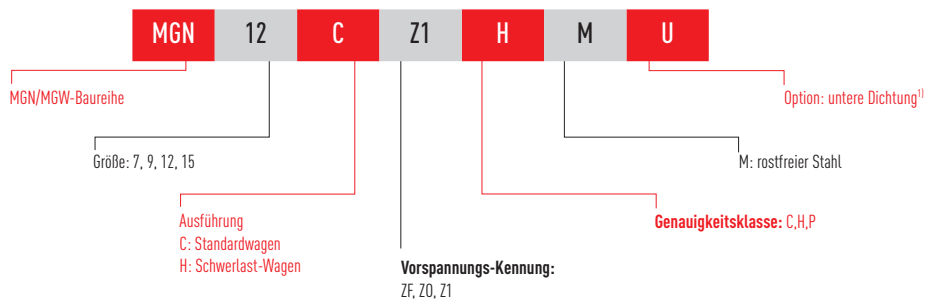 MGN 12 C Z1 H M U
MGN/MGW-Baureihe
Option: untere Dichtung1)
Größe: 7, 9, 12, 15
M: rostfreier Stahl
Ausführung
C: Standardwagen
H: Schwerlast-Wagen
Genauigkeitsklasse: C,H,P
Vorspannungs-Kennung:
ZF, Z0, Z1